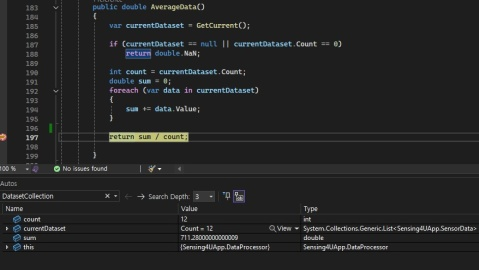 183 public double AverageData()
184 {
185 var currentDataset = GetCurrent();
186
187 if (currentDataset == null || currentDataset.Count == 0)
188 return double.NaN;
189
190 int count = currentDataset.Count;
191 double sum = 0;
192 foreach (var data in currentDataset)
193 {
194 sum += data.Value;
195 }
196
197 return sum / count;
198
199 }
100 % No issues found
Autos
DatasetCollection Search Depth: 3
Name Value Type
count 12 int
currentDataset Count = 12 View System.Collections.Generic.List<Sensing4UApp.SensorData>
sum 711.28000000000009 double
this {Sensing4UApp.DataProcessor} Sensing4UApp.DataProcessor